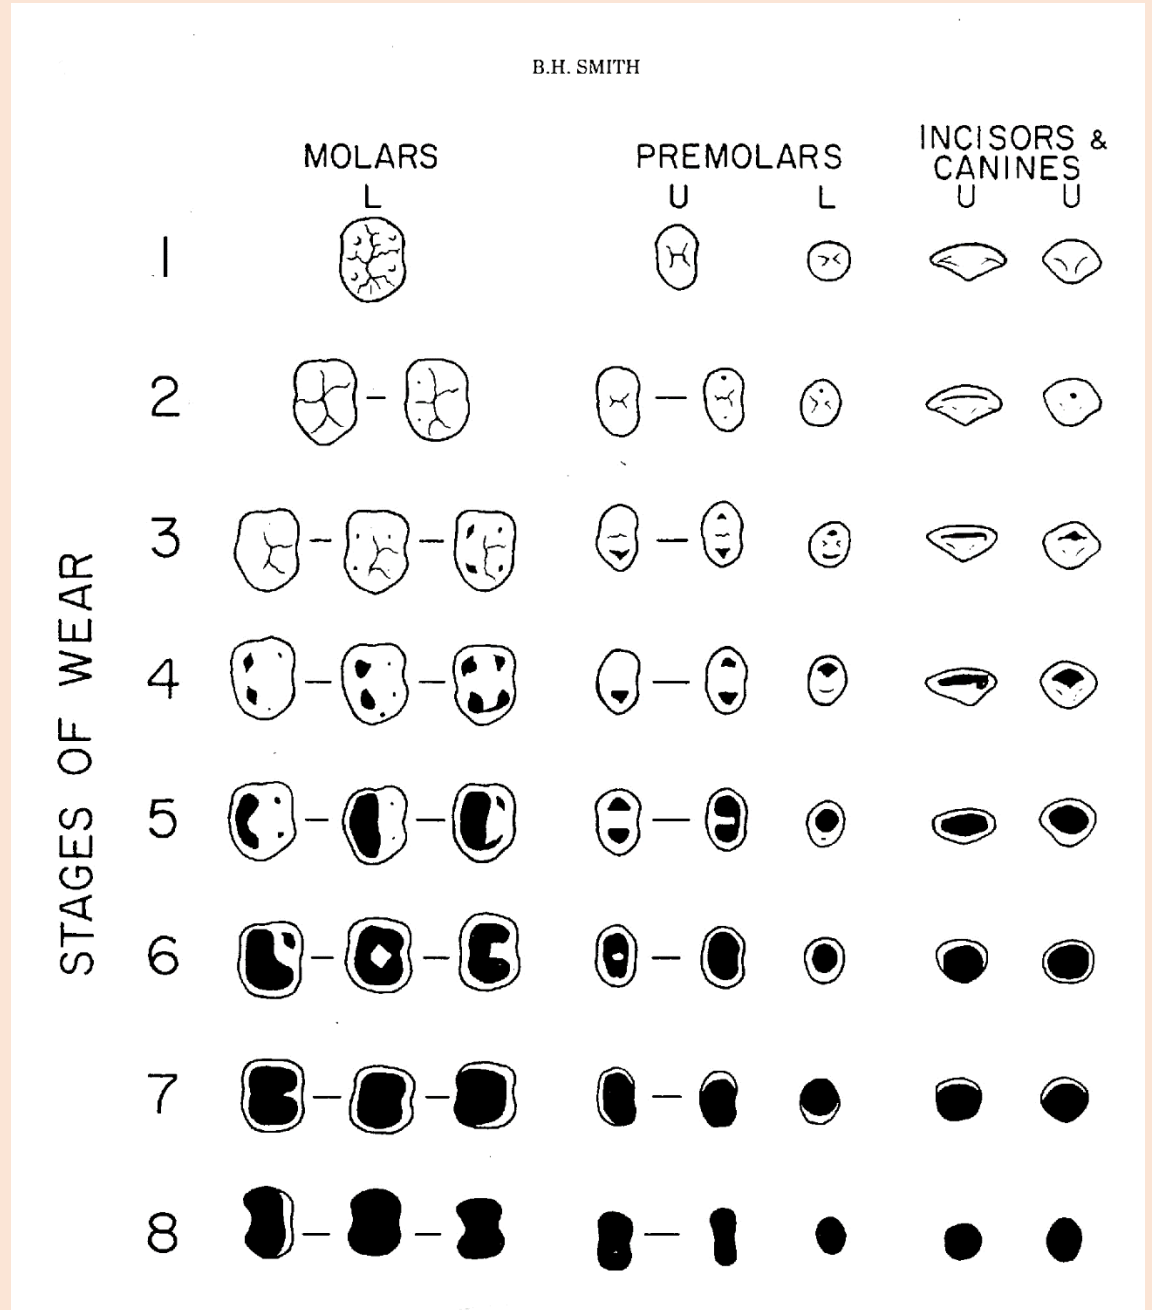 B.H. SMITH
MOLARS
PREMOLARS
INCISORS &
CANINES
L
U
L
U
U
STAGES OF WEAR
1
2
3
4
5
6
7
8